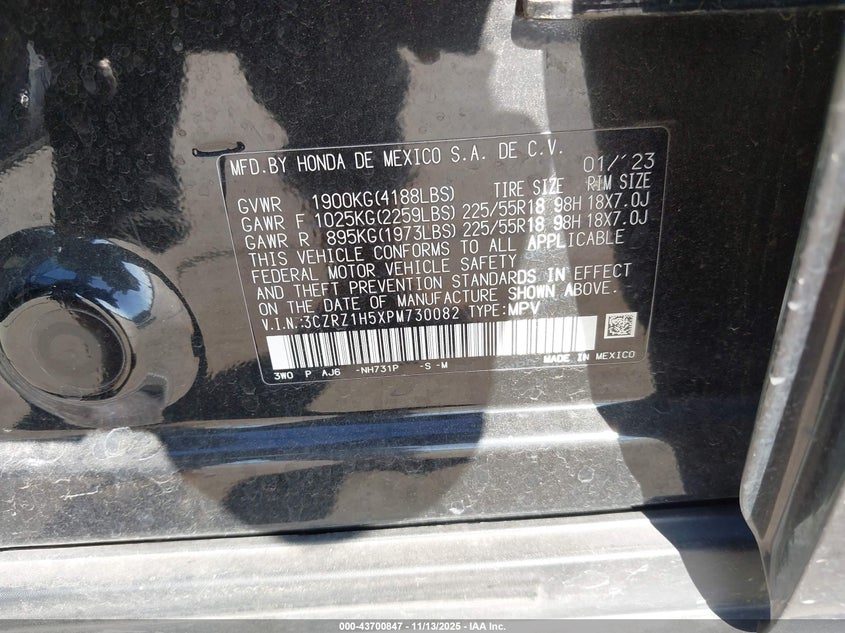 MFD.BY HONDA DE MEXICO S.A. DE C.V. 01/'23
GVWR 1900KG(4188LBS) TIRE SIZE RIM SIZE
GAWR F 1025KG(2259LBS) 225/55R18 98H 18X7.0J
GAWR R 895KG(1973LBS) 225/55R18 98H 18X7.0J
THIS VEHICLE CONFORMS TO ALL APPLICABLE
FEDERAL MOTOR VEHICLE SAFETY
AND THEFT PREVENTION STANDARDS IN EFFECT
ON THE DATE OF MANUFACTURE SHOWN ABOVE.
V.I.N.:3CZRZ1H5XPM730082 TYPE:MPV
3W0 P AJ6 -NH731P -S -M MADE IN MEXICO
000-43700847 - 11/13/2025 - IAA Inc.